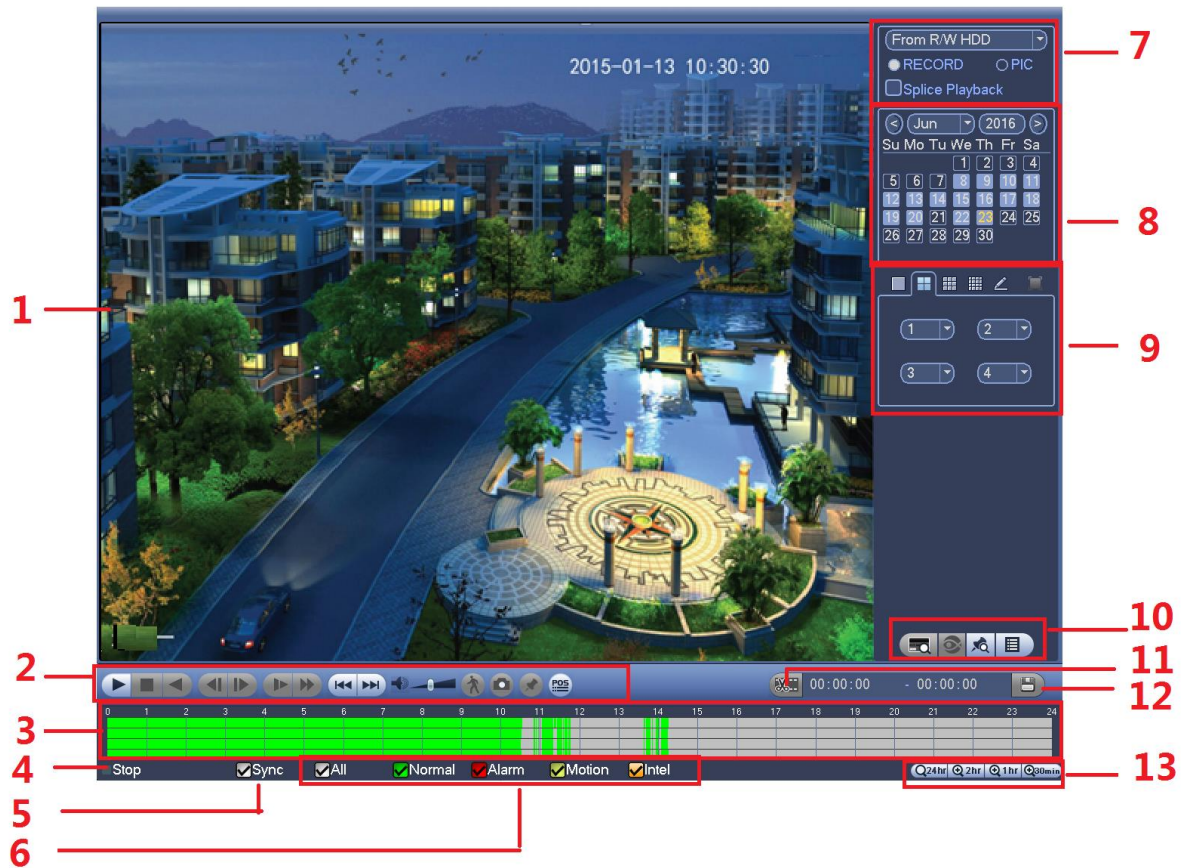 2015-01-13 10:30:30
From R/W HDD
RECORD PIC
Splice Playback
7
< Jun 2016 >
Su Mo Tu We Th Fr Sa
1 2 3 4
5 6 7 8 9 10 11
12 13 14 15 16 17 18
19 20 21 22 23 24 25
26 27 28 29 30
8
1
1 2
3 4
9
10
11
2
POS
00:00:00 - 00:00:00
12
0 1 2 3 4 5 6 7 8 9 10 11 12 13 14 15 16 17 18 19 20 21 22 23 24
3
4
Stop Sync All Normal Alarm Motion Intel
24hr 2hr 1hr 30min
13
5
6